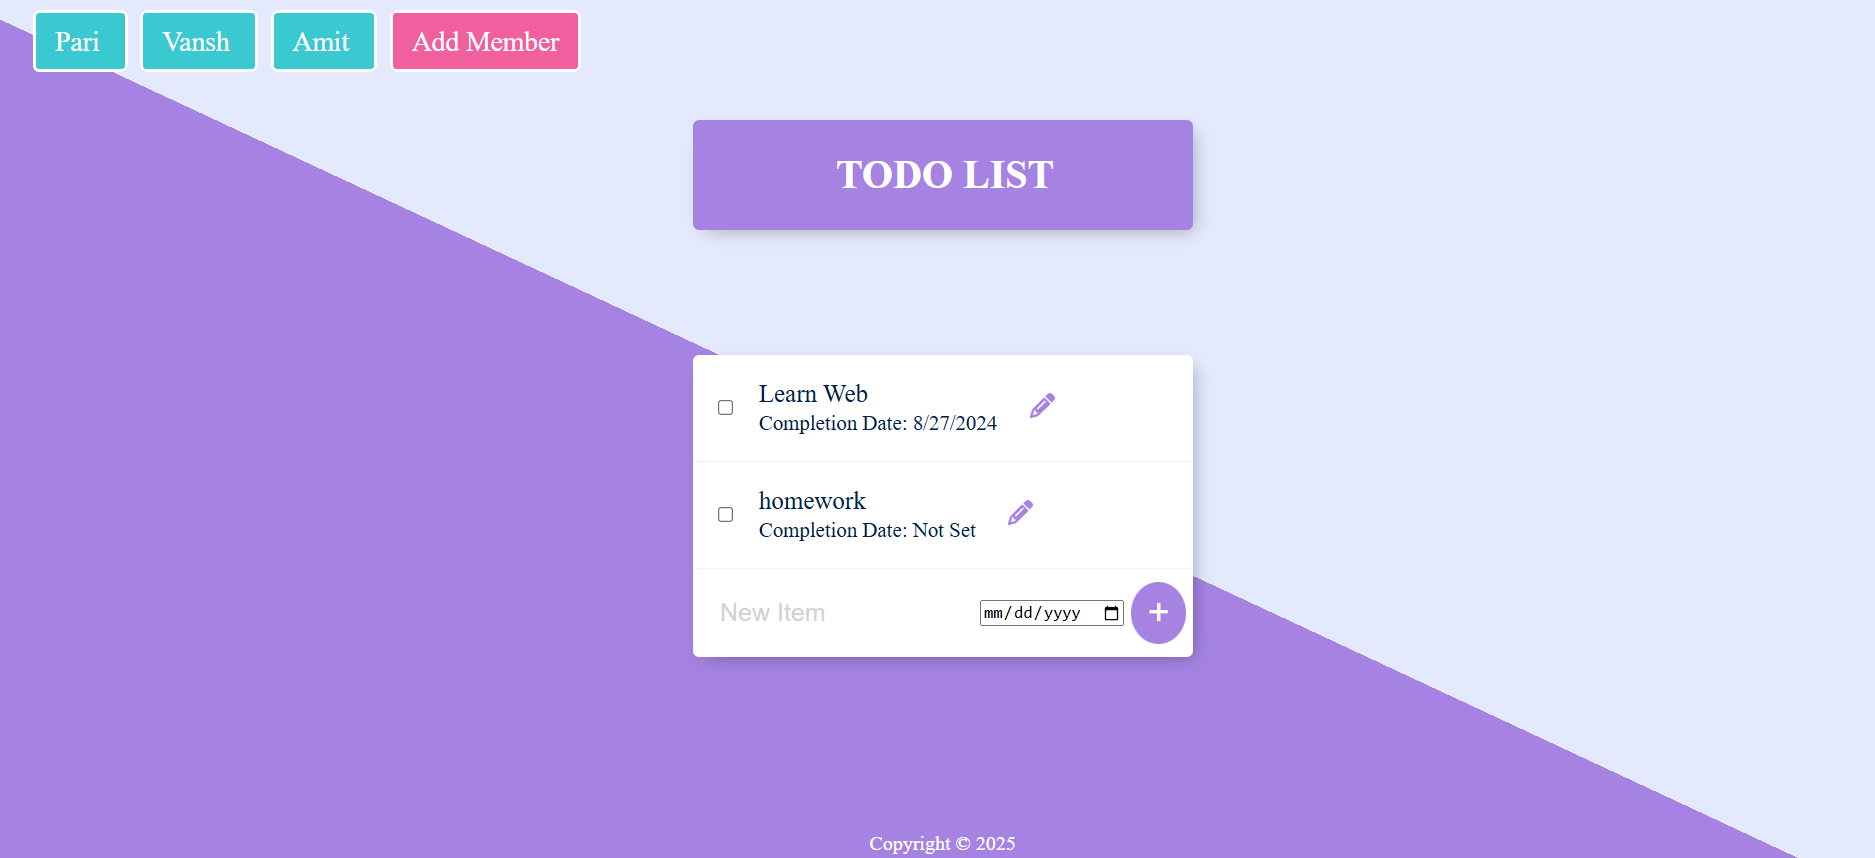 Pari Vansh Amit Add Member
TODO LIST
Learn Web
Completion Date: 8/27/2024
homework
Completion Date: Not Set
New Item mm/dd/yyyy +
Copyright © 2025